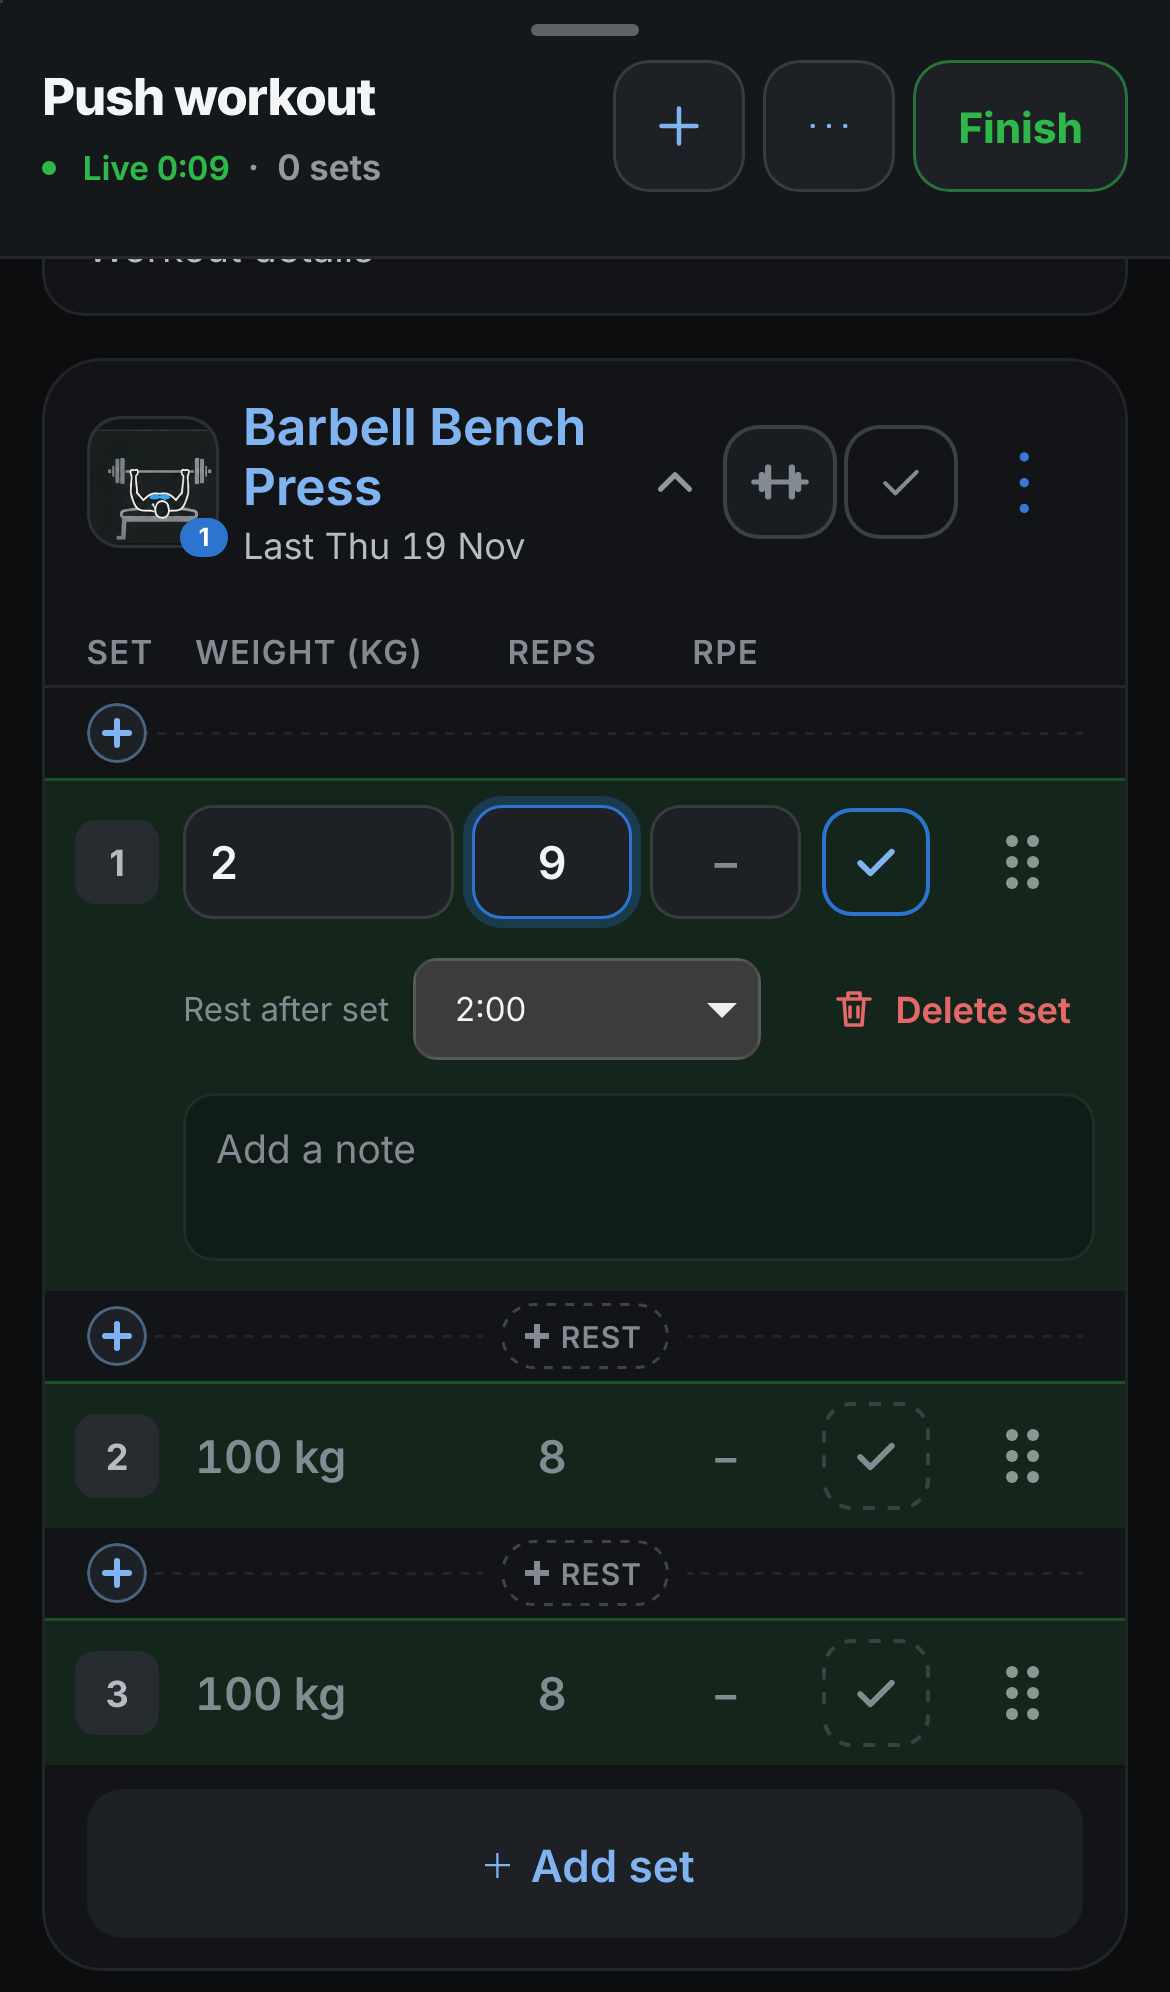 Push workout
Live 0:09 · 0 sets
+
...
Finish
Workout details
Barbell Bench
Press
1
Last Thu 19 Nov
SET WEIGHT (KG) REPS RPE
1 2 9 –
Rest after set 2:00 Delete set
Add a note
+ REST
2 100 kg 8 –
+ REST
3 100 kg 8 –
+ Add set